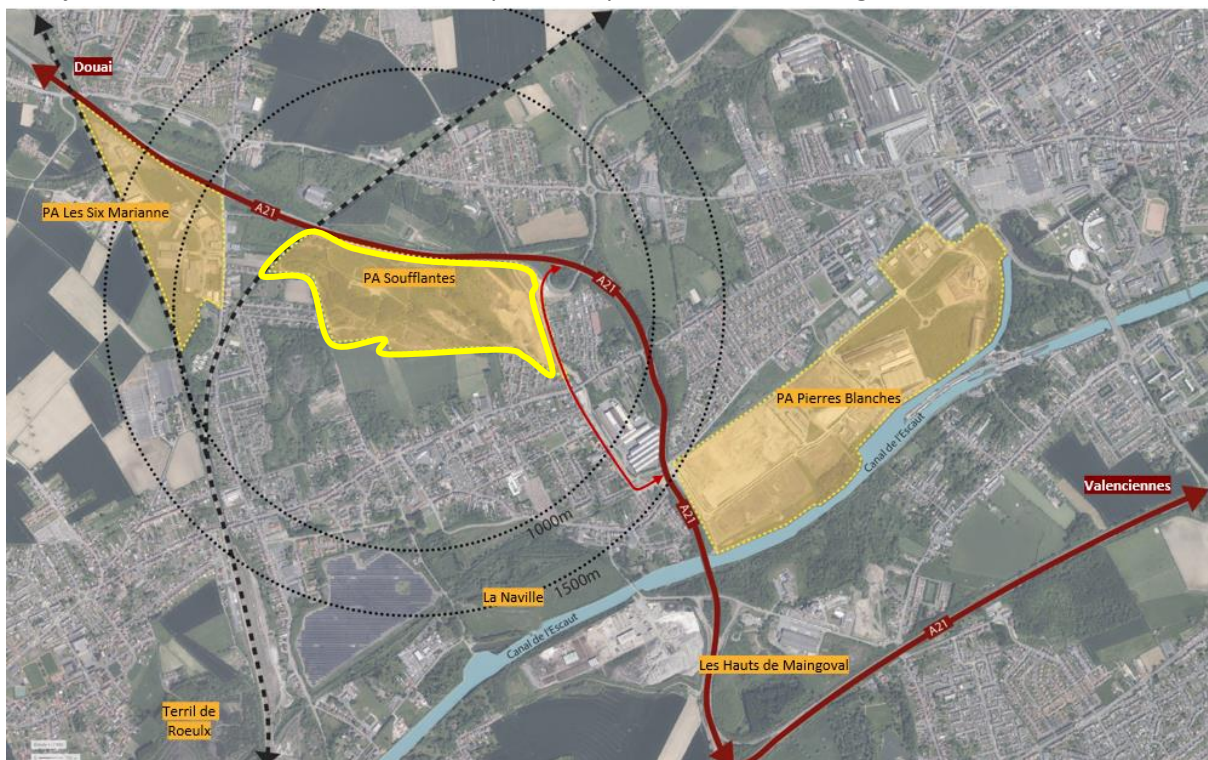 Douai
PA Les Six Marianne
A21
PA Soufflantes
A21
PA Pierres Blanches
Canal de l'Escaut
Valenciennes
A21
1000m
La Naville
1500m
Canal de l'Escaut
A21
Les Hauts de Maingoval
Terril de
Roeulx